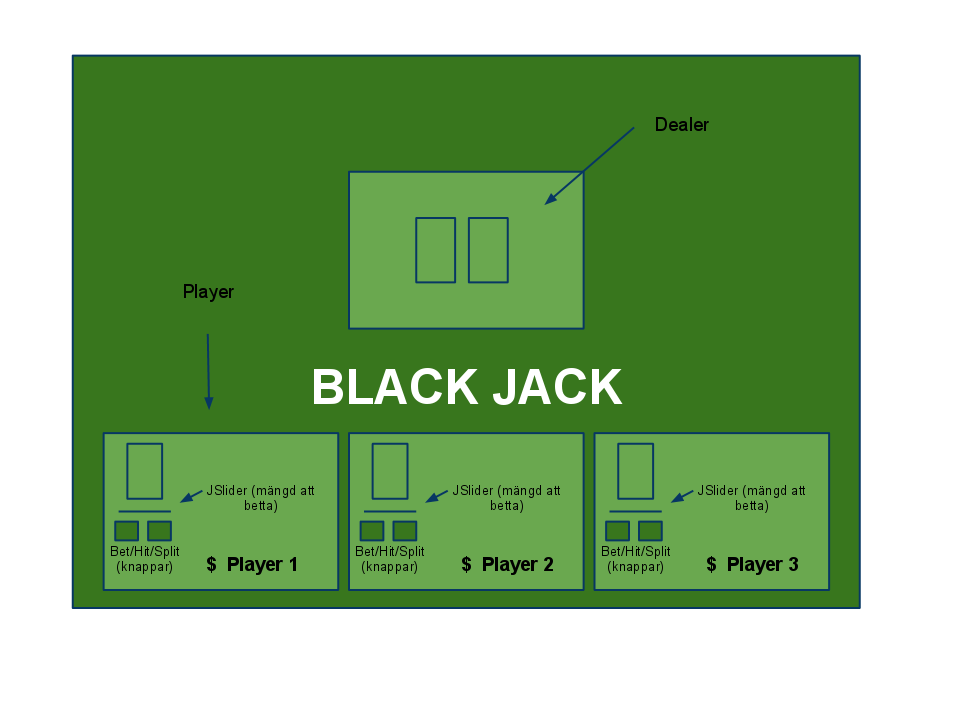 Dealer
Player
BLACK JACK
JSlider (mängd att
betta)
Bet/Hit/Split
(knappar)
$ Player 1
JSlider (mängd att
betta)
Bet/Hit/Split
(knappar)
$ Player 2
JSlider (mängd att
betta)
Bet/Hit/Split
(knappar)
$ Player 3